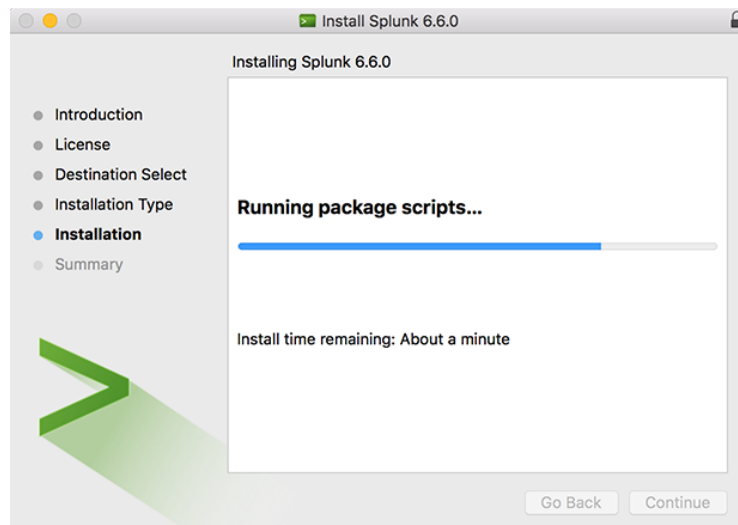 Install Splunk 6.6.0
Installing Splunk 6.6.0
Introduction
License
Destination Select
Installation Type
Installation
Summary
Running package scripts...
Install time remaining: About a minute
Go Back
Continue